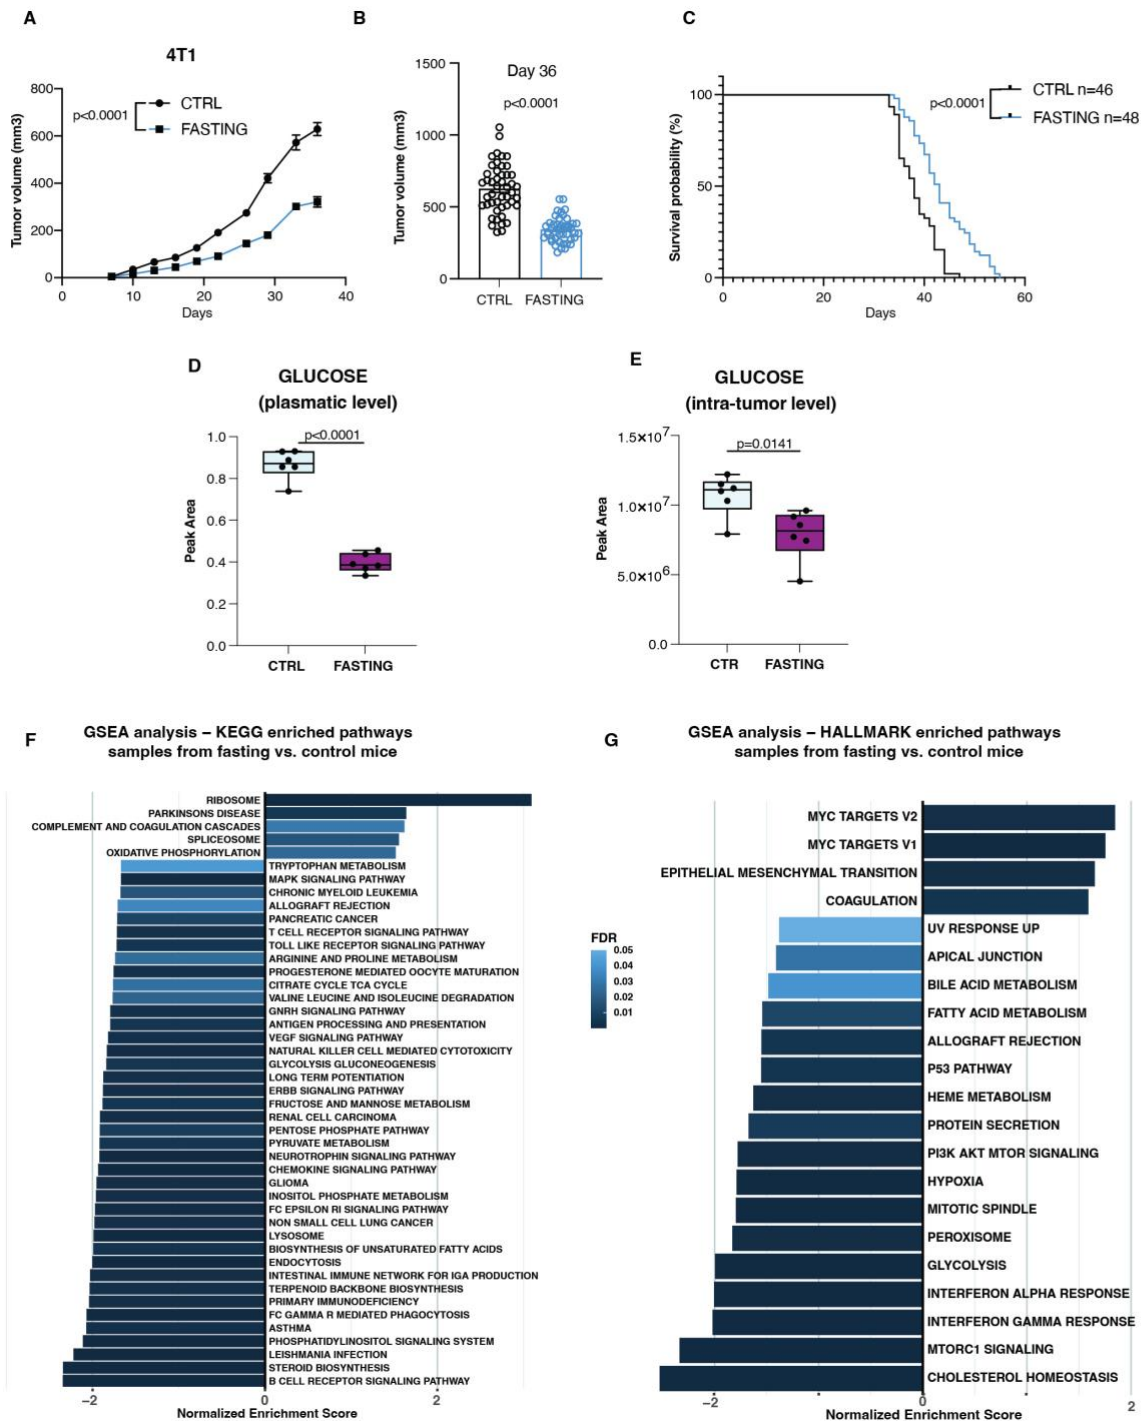 A
4T1
800
600
400
200
0
Tumor volume (mm3)
p<0.0001
CTRL
FASTING
0
20
40
10
30
Days
B
1500
1000
500
0
Tumor volume (mm3)
Day 36
p<0.0001
CTRL FASTING
C
100
50
0
Survival probability (%)
p<0.0001
CTRL n=46
FASTING n=48
0
20
40
60
Days
D
GLUCOSE
(plasmatic level)
1.0
0.8
0.6
0.4
0.2
0.0
Peak Area
p<0.0001
CTRL
FASTING
E
GLUCOSE
(intra-tumor level)
1.5×10⁷
1.0×10⁷
5.0×10⁶
0.0
Peak Area
p=0.0141
CTR
FASTING
F
GSEA analysis – KEGG enriched pathways
samples from fasting vs. control mice
RIBOSOME
PARKINSONS DISEASE
COMPLEMENT AND COAGULATION CASCADES
SPLICEOSOME
OXIDATIVE PHOSPHORYLATION
TRYPTOPHAN METABOLISM
MAPK SIGNALING PATHWAY
CHRONIC MYELOID LEUKEMIA
ALLOGRAFT REJECTION
PANCREATIC CANCER
T CELL RECEPTOR SIGNALING PATHWAY
TOLL LIKE RECEPTOR SIGNALING PATHWAY
ARGININE AND PROLINE METABOLISM
PROGESTERONE MEDIATED OOCYTE MATURATION
CITRATE CYCLE TCA CYCLE
VALINE LEUCINE AND ISOLEUCINE DEGRADATION
GNRH SIGNALING PATHWAY
ANTIGEN PROCESSING AND PRESENTATION
VEGF SIGNALING PATHWAY
NATURAL KILLER CELL MEDIATED CYTOTOXICITY
GLYCOLYSIS GLUCONEOGENESIS
LONG TERM POTENTIATION
ERBB SIGNALING PATHWAY
FRUCTOSE AND MANNOSE METABOLISM
RENAL CELL CARCINOMA
PENTOSE PHOSPHATE PATHWAY
PYRUVATE METABOLISM
NEUROTROPHIN SIGNALING PATHWAY
CHEMOKINE SIGNALING PATHWAY
GLIOMA
INOSITOL PHOSPHATE METABOLISM
FC EPSILON RI SIGNALING PATHWAY
NON SMALL CELL LUNG CANCER
LYSOSOME
BIOSYNTHESIS OF UNSATURATED FATTY ACIDS
ENDOCYTOSIS
INTESTINAL IMMUNE NETWORK FOR IGA PRODUCTION
TERPENOID BACKBONE BIOSYNTHESIS
PRIMARY IMMUNODEFICIENCY
FC GAMMA R MEDIATED PHAGOCYTOSIS
ASTHMA
PHOSPHATIDYLINOSITOL SIGNALING SYSTEM
LEISHMANIA INFECTION
STEROID BIOSYNTHESIS
B CELL RECEPTOR SIGNALING PATHWAY
−2
0
2
Normalized Enrichment Score
FDR
0.05
0.04
0.03
0.02
0.01
G
GSEA analysis – HALLMARK enriched pathways
samples from fasting vs. control mice
MYC TARGETS V2
MYC TARGETS V1
EPITHELIAL MESENCHYMAL TRANSITION
COAGULATION
UV RESPONSE UP
APICAL JUNCTION
BILE ACID METABOLISM
FATTY ACID METABOLISM
ALLOGRAFT REJECTION
P53 PATHWAY
HEME METABOLISM
PROTEIN SECRETION
PI3K AKT MTOR SIGNALING
HYPOXIA
MITOTIC SPINDLE
PEROXISOME
GLYCOLYSIS
INTERFERON ALPHA RESPONSE
INTERFERON GAMMA RESPONSE
MTORC1 SIGNALING
CHOLESTEROL HOMEOSTASIS
−2
0
2
Normalized Enrichment Score